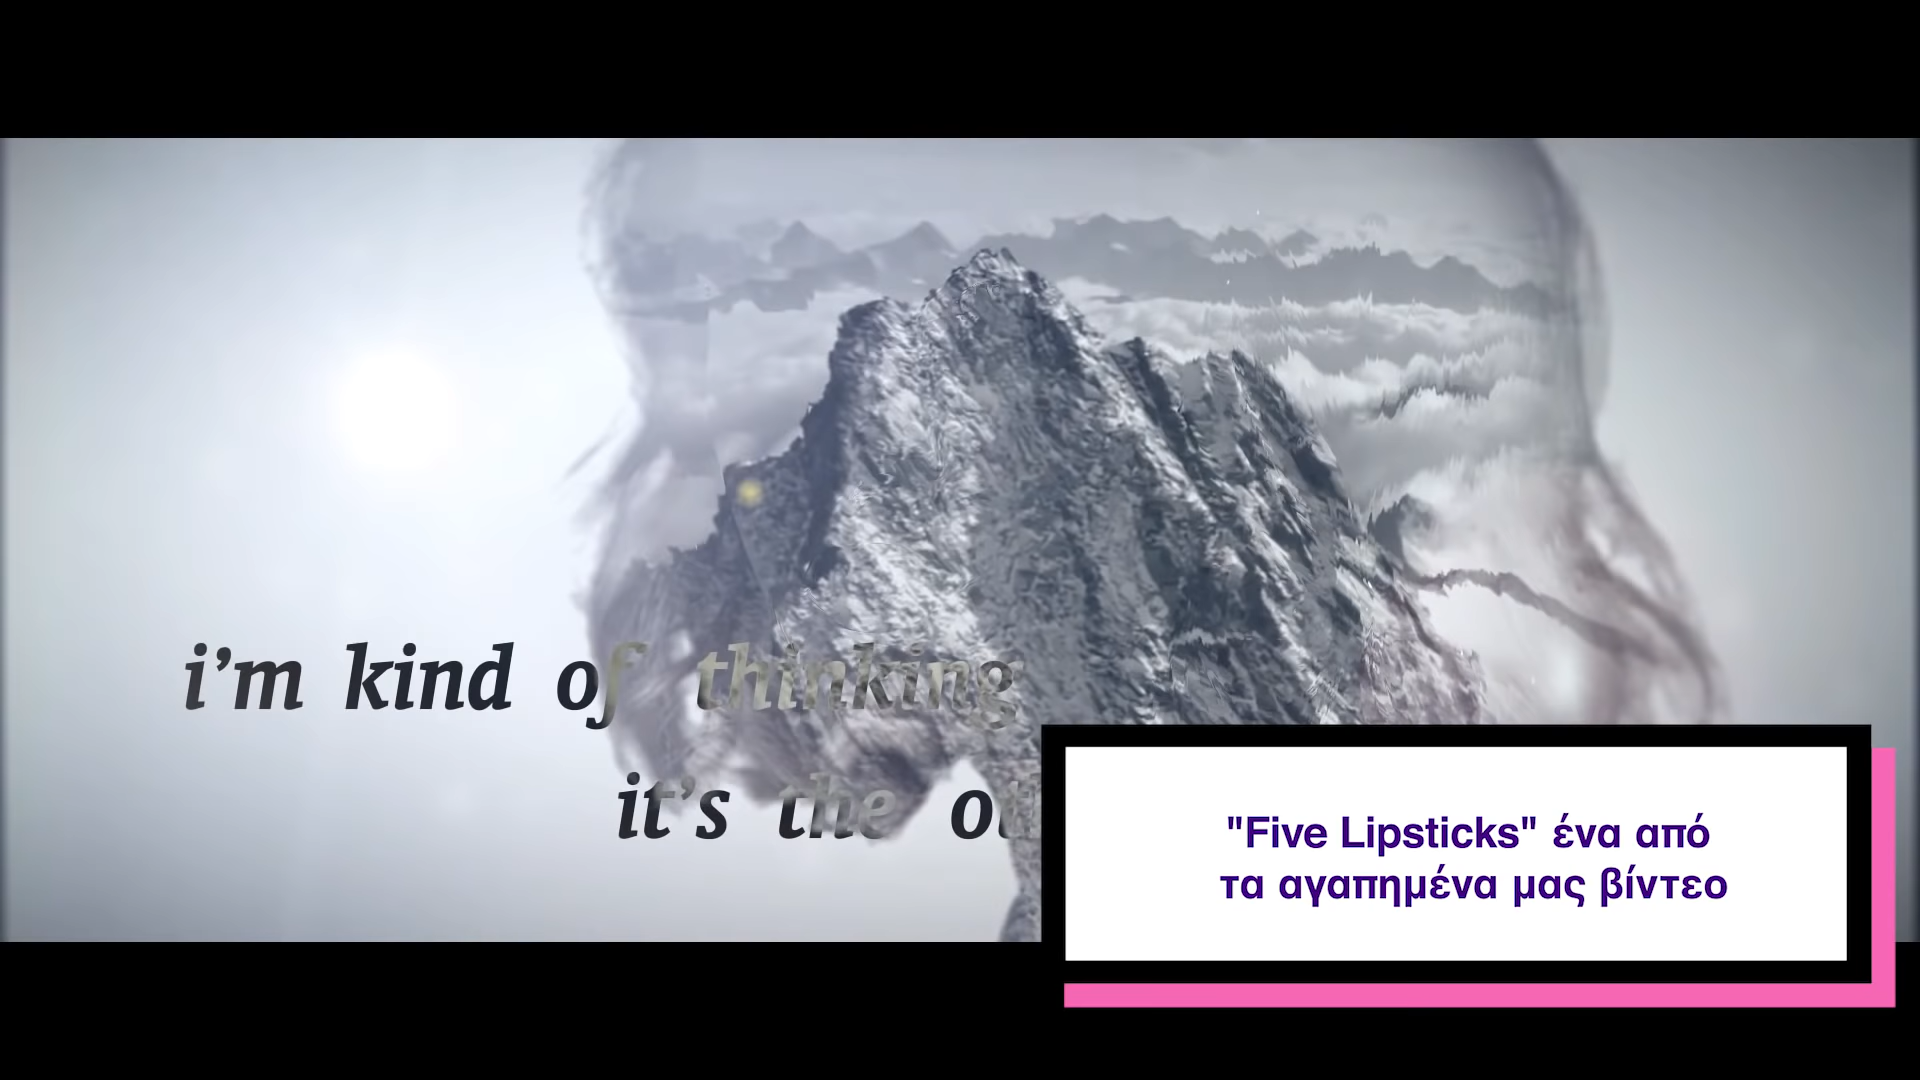 i’m kind of thinking
it’s the
"Five Lipsticks" ένα από
τα αγαπημένα μας βίντεο